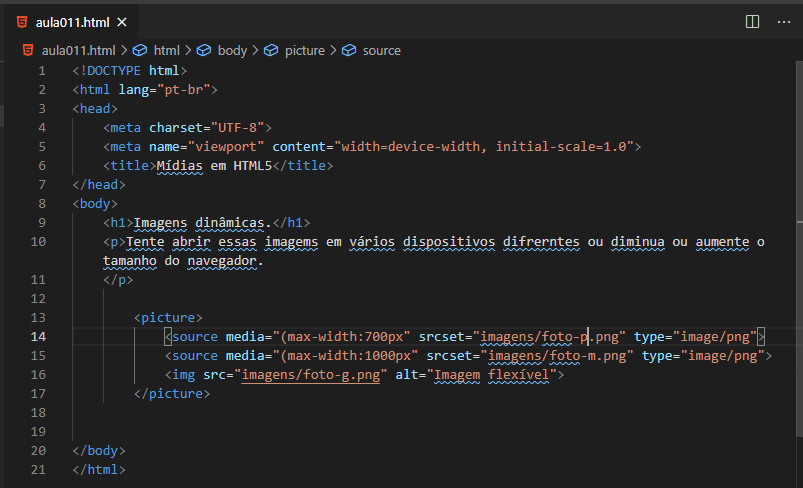 aula011.html ✕
aula011.html > html > body > picture > source
1 <!DOCTYPE html>
2 <html lang="pt-br">
3 <head>
4 <meta charset="UTF-8">
5 <meta name="viewport" content="width=device-width, initial-scale=1.0">
6 <title>Mídias em HTML5</title>
7 </head>
8 <body>
9 <h1>Imagens dinâmicas.</h1>
10 <p>Tente abrir essas imagems em vários dispositivos difrerntes ou diminua ou aumente o
tamanho do navegador.
11 </p>
12
13 <picture>
14 <source media="(max-width:700px" srcset="imagens/foto-p.png" type="image/png">
15 <source media="(max-width:1000px" srcset="imagens/foto-m.png" type="image/png">
16 <img src="imagens/foto-g.png" alt="Imagem flexível">
17 </picture>
18
19
20 </body>
21 </html>